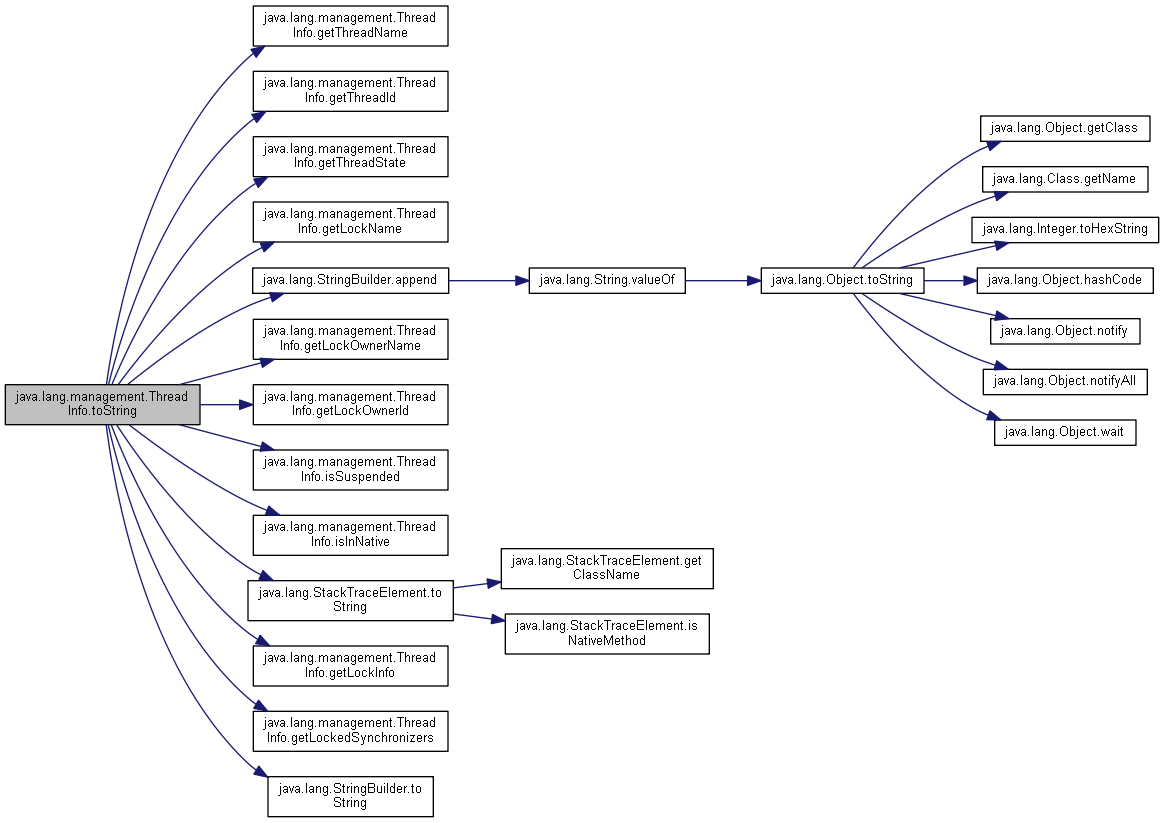 java.lang.management.Thread
Info.toString
java.lang.management.Thread
Info.getThreadName
java.lang.management.Thread
Info.getThreadId
java.lang.management.Thread
Info.getThreadState
java.lang.management.Thread
Info.getLockName
java.lang.StringBuilder.append
java.lang.management.Thread
Info.getLockOwnerName
java.lang.management.Thread
Info.getLockOwnerId
java.lang.management.Thread
Info.isSuspended
java.lang.management.Thread
Info.isInNative
java.lang.StackTraceElement.to
String
java.lang.management.Thread
Info.getLockInfo
java.lang.management.Thread
Info.getLockedSynchronizers
java.lang.StringBuilder.to
String
java.lang.String.valueOf
java.lang.StackTraceElement.get
ClassName
java.lang.StackTraceElement.is
NativeMethod
java.lang.Object.toString
java.lang.Object.getClass
java.lang.Class.getName
java.lang.Integer.toHexString
java.lang.Object.hashCode
java.lang.Object.notify
java.lang.Object.notifyAll
java.lang.Object.wait